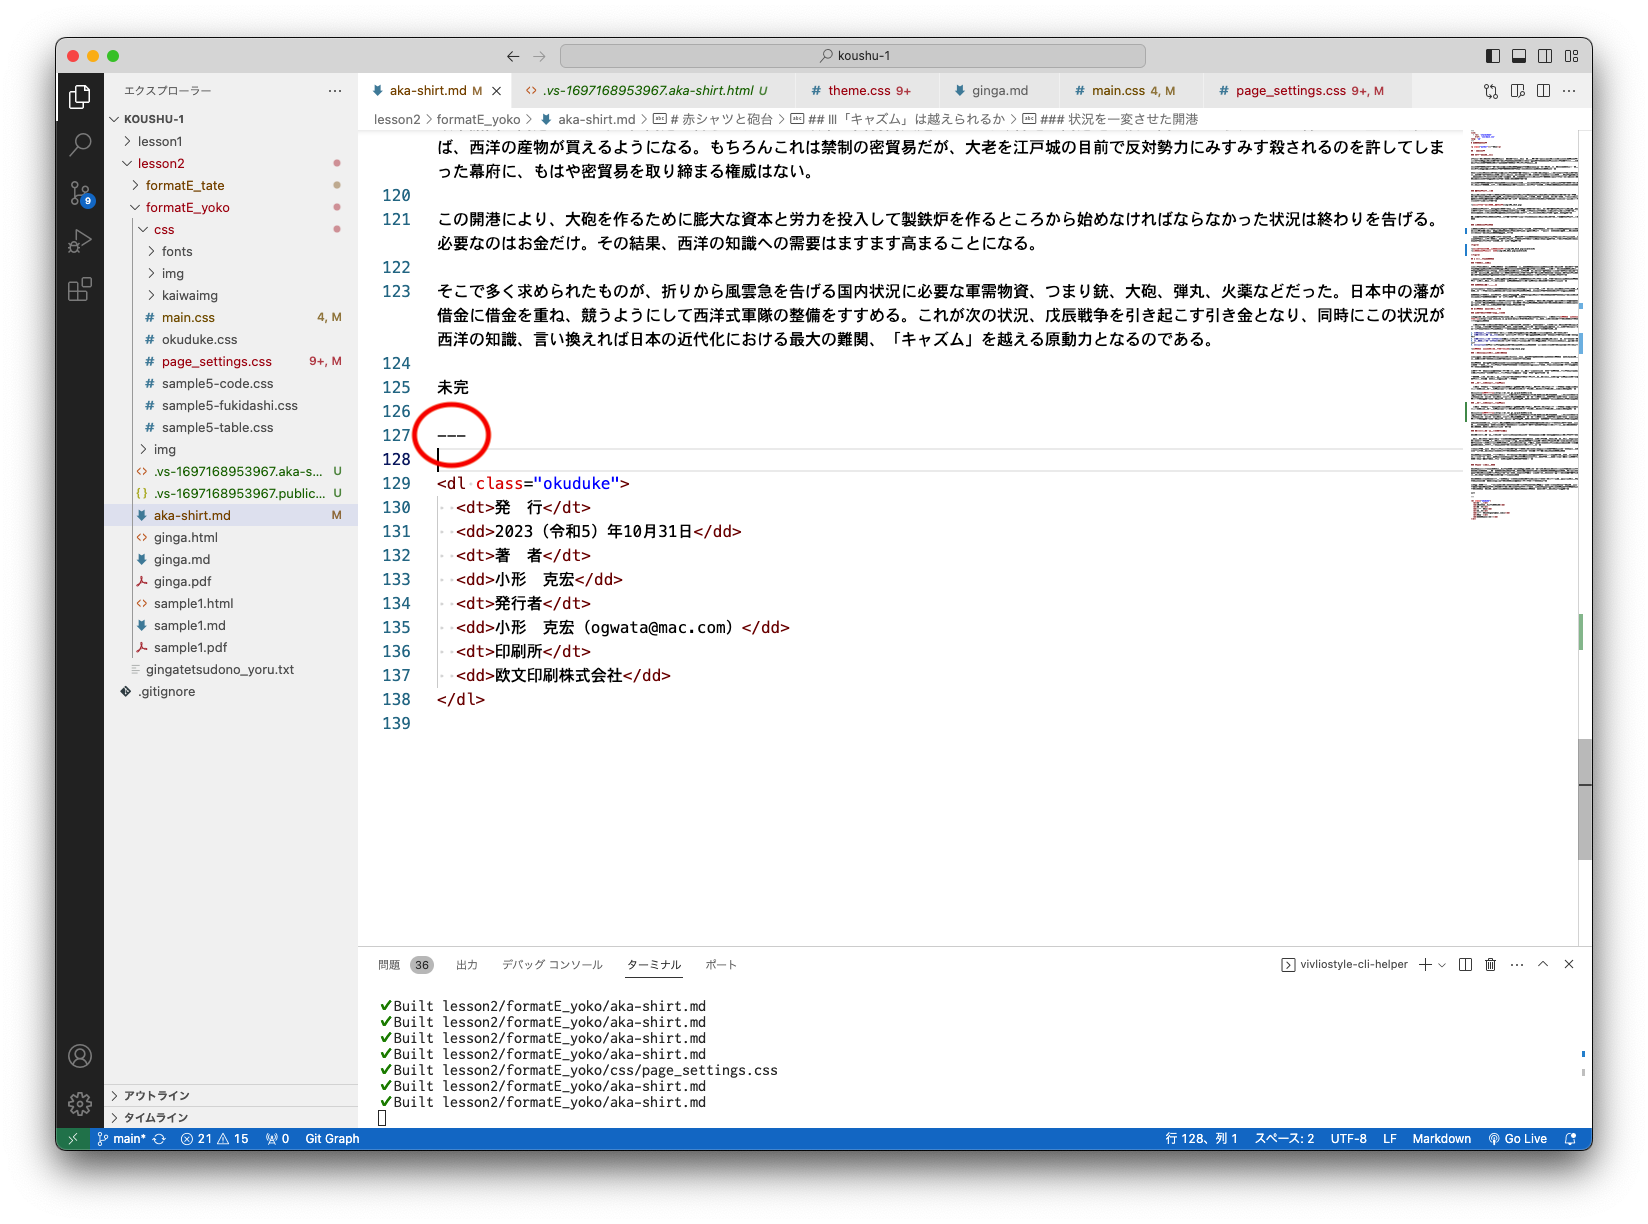 koushu-1
エクスプローラー
KOUSHU-1
lesson1
lesson2
formatE_tate
formatE_yoko
css
fonts
img
kaiwaimg
main.css 4, M
okuduke.css
page_settings.css 9+, M
sample5-code.css
sample5-fukidashi.css
sample5-table.css
img
.vs-1697168953967.aka-s... U
.vs-1697168953967.public... U
aka-shirt.md M
ginga.html
ginga.md
ginga.pdf
sample1.html
sample1.md
sample1.pdf
gingatetsudono_yoru.txt
.gitignore
アウトライン
タイムライン
aka-shirt.md M .vs-1697168953967.aka-shirt.html U theme.css 9+ ginga.md main.css 4, M page_settings.css 9+, M
lesson2 > formatE_yoko > aka-shirt.md > # 赤シャツと砲台 > ## III「キャズム」は越えられるか > ### 状況を一変させた開港
ば、西洋の産物が買えるようになる。もちろんこれは禁制の密貿易だが、大老を江戸城の目前で反対勢力にみすみす殺されるのを許してしま
った幕府に、もはや密貿易を取り締まる権威はない。
120
121 この開港により、大砲を作るために膨大な資本と労力を投入して製鉄炉を作るところから始めなければならなかった状況は終わりを告げる。
必要なのはお金だけ。その結果、西洋の知識への需要はますます高まることになる。
122
123 そこで多く求められたものが、折りから風雲急を告げる国内状況に必要な軍需物資、つまり銃、大砲、弾丸、火薬などだった。日本中の藩が
借金に借金を重ね、競うようにして西洋式軍隊の整備をすすめる。これが次の状況、戊辰戦争を引き起こす引き金となり、同時にこの状況が
西洋の知識、言い換えれば日本の近代化における最大の難関、「キャズム」を越える原動力となるのである。
124
125 未完
126
127 ---
128
129 <dl class="okuduke">
130 <dt>発　行</dt>
131 <dd>2023（令和5）年10月31日</dd>
132 <dt>著　者</dt>
133 <dd>小形　克宏</dd>
134 <dt>発行者</dt>
135 <dd>小形　克宏（ogwata@mac.com）</dd>
136 <dt>印刷所</dt>
137 <dd>欧文印刷株式会社</dd>
138 </dl>
139
問題 36 出力 デバッグ コンソール ターミナル ポート vivliostyle-cli-helper
✔Built lesson2/formatE_yoko/aka-shirt.md
✔Built lesson2/formatE_yoko/aka-shirt.md
✔Built lesson2/formatE_yoko/aka-shirt.md
✔Built lesson2/formatE_yoko/aka-shirt.md
✔Built lesson2/formatE_yoko/css/page_settings.css
✔Built lesson2/formatE_yoko/aka-shirt.md
✔Built lesson2/formatE_yoko/aka-shirt.md
9
main* 21 15 0 Git Graph 行 128、列 1 スペース: 2 UTF-8 LF Markdown Go Live